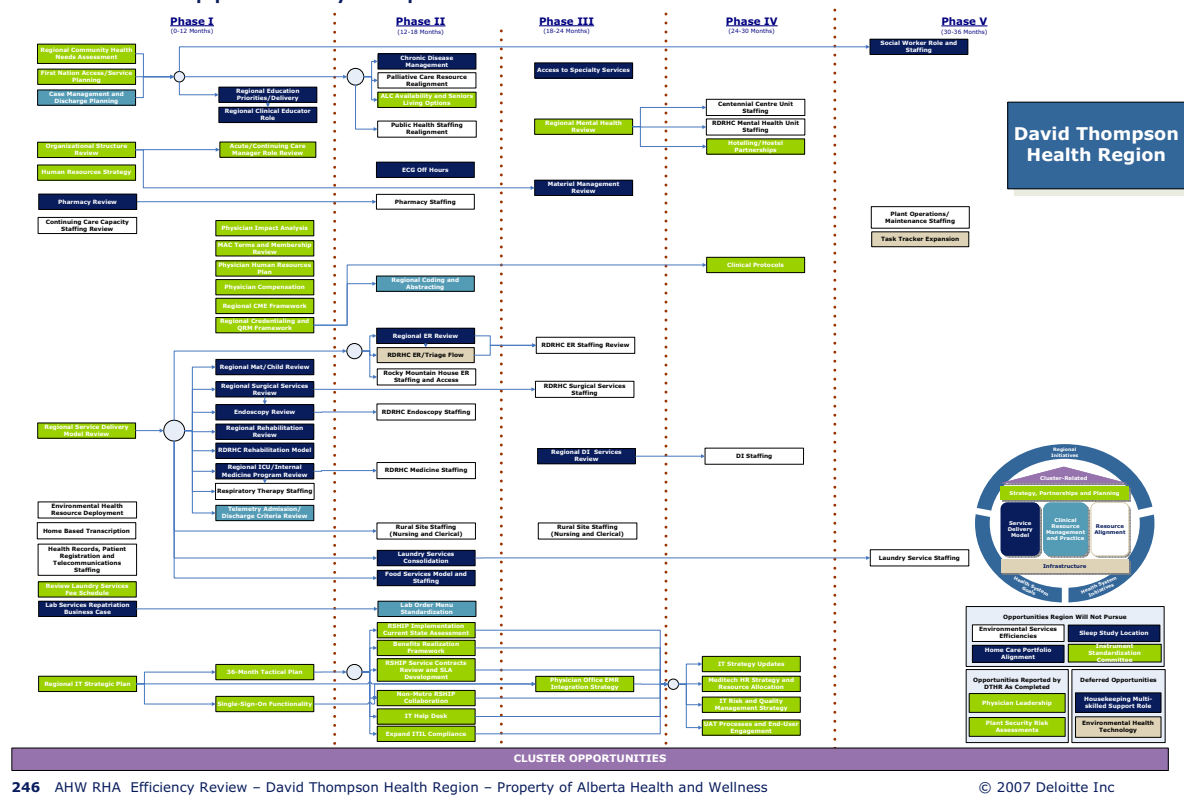 Phase I
(0-12 Months)
Phase II
(12-18 Months)
Phase III
(18-24 Months)
Phase IV
(24-30 Months)
Phase V
(30-36 Months)
Regional Community Health
Needs Assessment
First Nation Access/Service
Planning
Case Management and
Discharge Planning
Regional Education
Priorities/Delivery
Regional Clinical Educator
Role
Organizational Structure
Review
Acute/Continuing Care
Manager Role Review
Human Resources Strategy
Pharmacy Review
Continuing Care Capacity
Staffing Review
Physician Impact Analysis
MAC Terms and Membership
Review
Physician Human Resources
Plan
Physician Compensation
Regional CME Framework
Regional Credentialing and
QRM Framework
Regional Mat/Child Review
Regional Surgical Services
Review
Endoscopy Review
Regional Service Delivery
Model Review
Regional Rehabilitation
Review
RDRHC Rehabilitation Model
Regional ICU/Internal
Medicine Program Review
Respiratory Therapy Staffing
Telemetry Admission/
Discharge Criteria Review
Environmental Health
Resource Deployment
Home Based Transcription
Health Records, Patient
Registration and
Telecommunications
Staffing
Review Laundry Services
Fee Schedule
Lab Services Repatriation
Business Case
36-Month Tactical Plan
Regional IT Strategic Plan
Single-Sign-On Functionality
Chronic Disease
Management
Palliative Care Resource
Realignment
ALC Availability and Seniors
Living Options
Public Health Staffing
Realignment
ECG Off Hours
Pharmacy Staffing
Regional Coding and
Abstracting
Regional ER Review
RDRHC ER/Triage Flow
Rocky Mountain House ER
Staffing and Access
RDRHC Endoscopy Staffing
RDRHC Medicine Staffing
Rural Site Staffing
(Nursing and Clerical)
Laundry Services
Consolidation
Food Services Model and
Staffing
Lab Order Menu
Standardization
RSHIP Implementation
Current State Assessment
Benefits Realization
Framework
RSHIP Service Contracts
Review and SLA
Development
Non-Metro RSHIP
Collaboration
IT Help Desk
Expand ITIL Compliance
Access to Specialty Services
Regional Mental Health
Review
Materiel Management
Review
RDRHC ER Staffing Review
RDRHC Surgical Services
Staffing
Regional DI Services
Review
Rural Site Staffing
(Nursing and Clerical)
Physician Office EMR
Integration Strategy
Centennial Centre Unit
Staffing
RDRHC Mental Health Unit
Staffing
Hotelling/Hostel
Partnerships
Clinical Protocols
DI Staffing
IT Strategy Updates
Meditech HR Strategy and
Resource Allocation
IT Risk and Quality
Management Strategy
UAT Processes and End-User
Engagement
Social Worker Role and
Staffing
Plant Operations/
Maintenance Staffing
Task Tracker Expansion
Laundry Service Staffing
David Thompson
Health Region
Regional
Initiatives
Cluster-Related
Strategy, Partnerships and Planning
Service
Delivery
Model
Clinical
Resource
Management
and Practice
Resource
Alignment
Infrastructure
Health System
Goals
Health System
Initiatives
Opportunities Region Will Not Pursue
Environmental Services
Efficiencies
Sleep Study Location
Home Care Portfolio
Alignment
Instrument
Standardization
Committee
Opportunities Reported by
DTHR As Completed
Physician Leadership
Plant Security Risk
Assessments
Deferred Opportunities
Housekeeping Multi-
skilled Support Role
Environmental Health
Technology
CLUSTER OPPORTUNITIES
246 AHW RHA Efficiency Review – David Thompson Health Region – Property of Alberta Health and Wellness
© 2007 Deloitte Inc